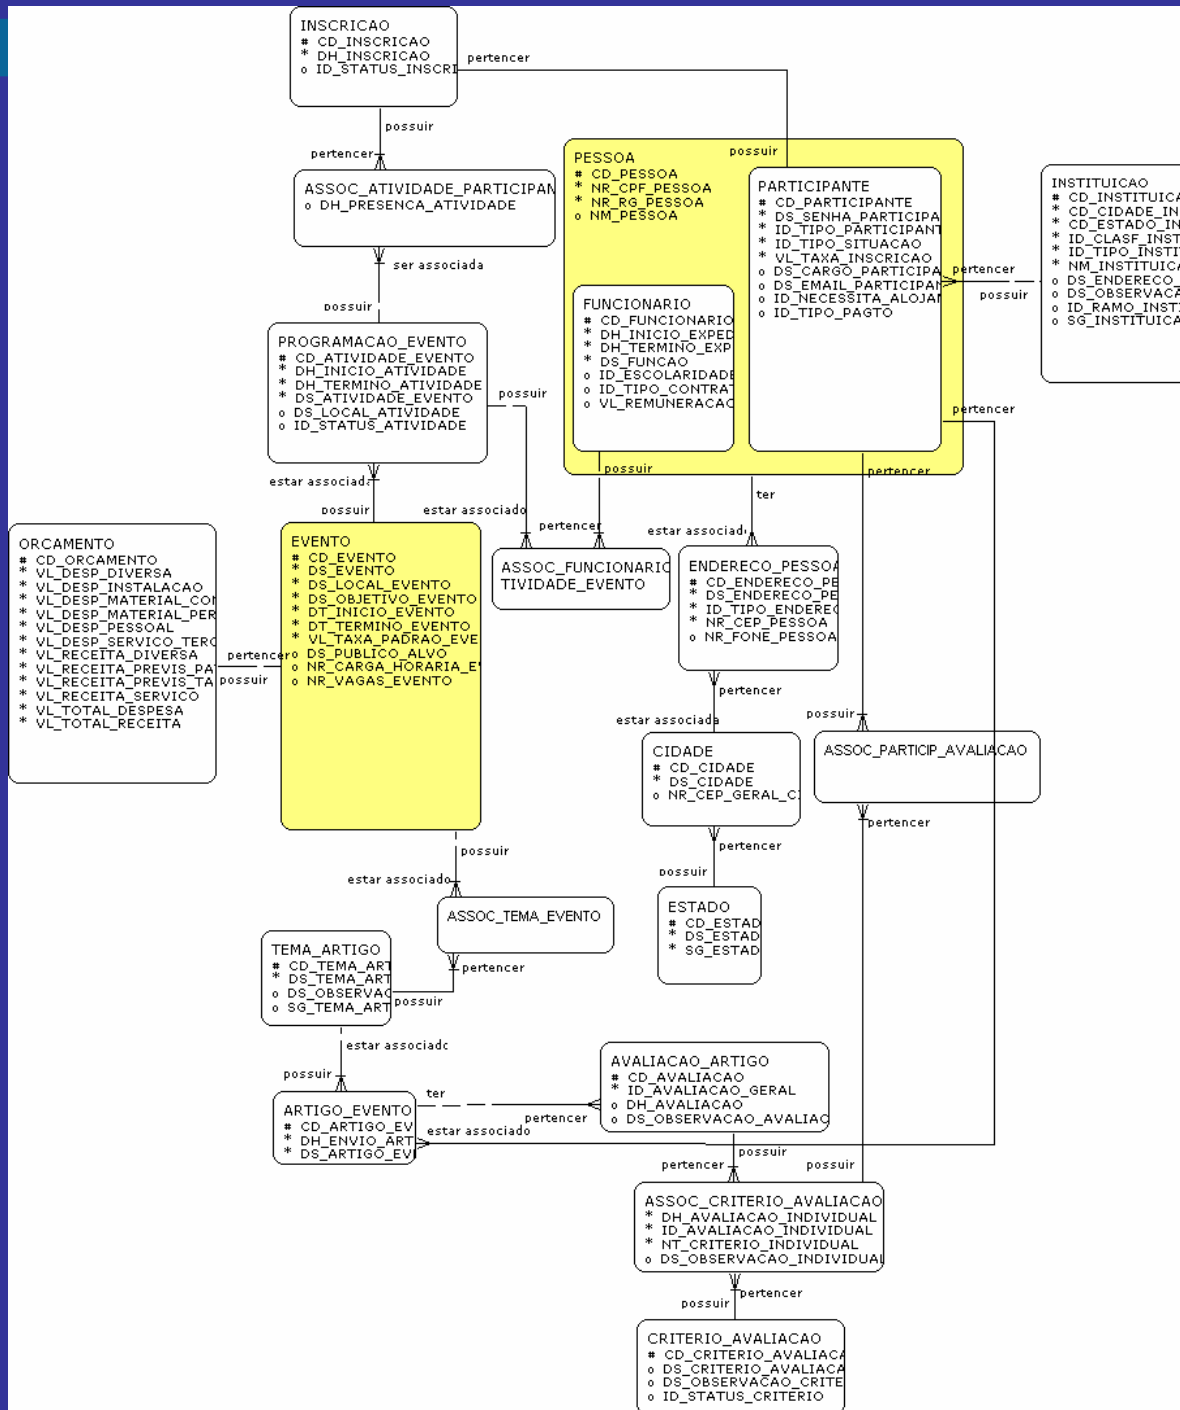 INSCRICAO
# CD_INSCRICAO
* DH_INSCRICAO
o ID_STATUS_INSCRI
pertencer
possuir
pertencer
ASSOC_ATIVIDADE_PARTICIPAN
o DH_PRESENCA_ATIVIDADE
ser associada
possuir
PROGRAMACAO_EVENTO
# CD_ATIVIDADE_EVENTO
* DH_INICIO_ATIVIDADE
* DH_TERMINO_ATIVIDADE
* DS_ATIVIDADE_EVENTO
o DS_LOCAL_ATIVIDADE
o ID_STATUS_ATIVIDADE
possuir
estar associada
possuir
PESSOA
# CD_PESSOA
* NR_CPF_PESSOA
* NR_RG_PESSOA
o NM_PESSOA
possuir
PARTICIPANTE
# CD_PARTICIPANTE
* DS_SENHA_PARTICIPA
* ID_TIPO_PARTICIPANT
* ID_TIPO_SITUACAO
* VL_TAXA_INSCRICAO
o DS_CARGO_PARTICIPA
o DS_EMAIL_PARTICIPAN
o ID_NECESSITA_ALOJAM
o ID_TIPO_PAGTO
FUNCIONARIO
# CD_FUNCIONARIO
* DH_INICIO_EXPED
* DH_TERMINO_EXP
* DS_FUNCAO
o ID_ESCOLARIDADE
o ID_TIPO_CONTRAT
o VL_REMUNERACAO
pertencer
possuir
INSTITUICAO
# CD_INSTITUICA
* CD_CIDADE_IN
* CD_ESTADO_IN
* ID_CLASF_INST
* ID_TIPO_INSTIT
* NM_INSTITUICA
o DS_ENDERECO_
o DS_OBSERVACA
o ID_RAMO_INSTI
o SG_INSTITUICA
pertencer
possuir
pertencer
ter
estar associado
pertencer
estar associad
ASSOC_FUNCIONARIO
TIVIDADE_EVENTO
ORCAMENTO
# CD_ORCAMENTO
* VL_DESP_DIVERSA
* VL_DESP_INSTALACAO
* VL_DESP_MATERIAL_CON
* VL_DESP_MATERIAL_PER
* VL_DESP_PESSOAL
* VL_DESP_SERVICO_TERC
* VL_RECEITA_DIVERSA
* VL_RECEITA_PREVIS_PA
* VL_RECEITA_PREVIS_TA
* VL_RECEITA_SERVICO
* VL_TOTAL_DESPESA
* VL_TOTAL_RECEITA
pertencer
possuir
EVENTO
# CD_EVENTO
* DS_EVENTO
* DS_LOCAL_EVENTO
* DS_OBJETIVO_EVENTO
* DT_INICIO_EVENTO
* DT_TERMINO_EVENTO
* VL_TAXA_PADRAO_EVE
o DS_PUBLICO_ALVO
o NR_CARGA_HORARIA_E
o NR_VAGAS_EVENTO
ENDERECO_PESSOA
# CD_ENDERECO_PE
* DS_ENDERECO_PE
* ID_TIPO_ENDEREC
* NR_CEP_PESSOA
o NR_FONE_PESSOA
pertencer
estar associada
possuir
CIDADE
# CD_CIDADE
* DS_CIDADE
o NR_CEP_GERAL_CI
ASSOC_PARTICIP_AVALIACAO
pertencer
pertencer
possuir
ESTADO
# CD_ESTAD
* DS_ESTAD
* SG_ESTAD
possuir
estar associado
ASSOC_TEMA_EVENTO
pertencer
TEMA_ARTIGO
# CD_TEMA_ART
* DS_TEMA_ART
o DS_OBSERVAC
o SG_TEMA_ART
possuir
estar associado
possuir
ARTIGO_EVENTO
# CD_ARTIGO_EV
* DH_ENVIO_ART
* DS_ARTIGO_EV
ter
pertencer
estar associado
AVALIACAO_ARTIGO
# CD_AVALIACAO
* ID_AVALIACAO_GERAL
o DH_AVALIACAO
o DS_OBSERVACAO_AVALIAC
possuir
pertencer
possuir
ASSOC_CRITERIO_AVALIACAO
* DH_AVALIACAO_INDIVIDUAL
* ID_AVALIACAO_INDIVIDUAL
* NT_CRITERIO_INDIVIDUAL
o DS_OBSERVACAO_INDIVIDUAL
pertencer
possuir
CRITERIO_AVALIACAO
# CD_CRITERIO_AVALIACA
o DS_CRITERIO_AVALIACA
o DS_OBSERVACAO_CRITE
o ID_STATUS_CRITERIO